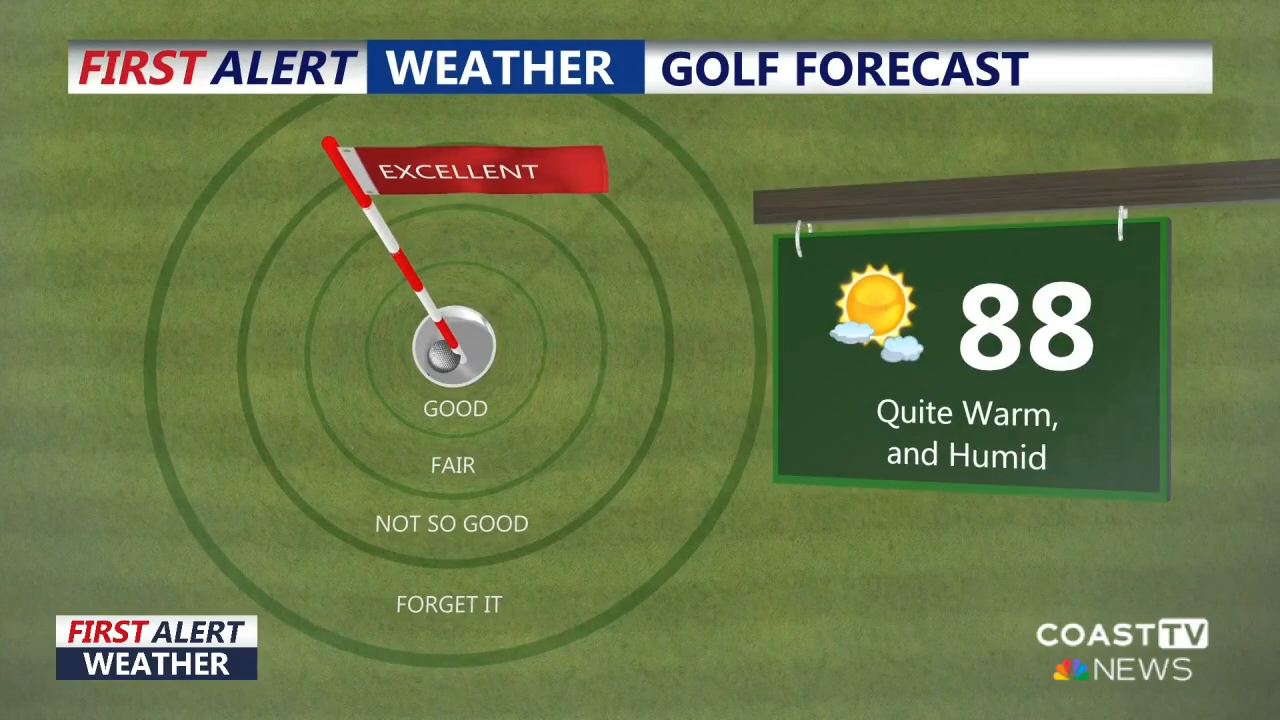 FIRST ALERT WEATHER GOLF FORECAST
EXCELLENT
GOOD
FAIR
NOT SO GOOD
FORGET IT
88
Quite Warm,
and Humid
FIRST ALERT
WEATHER
COAST TV
NEWS